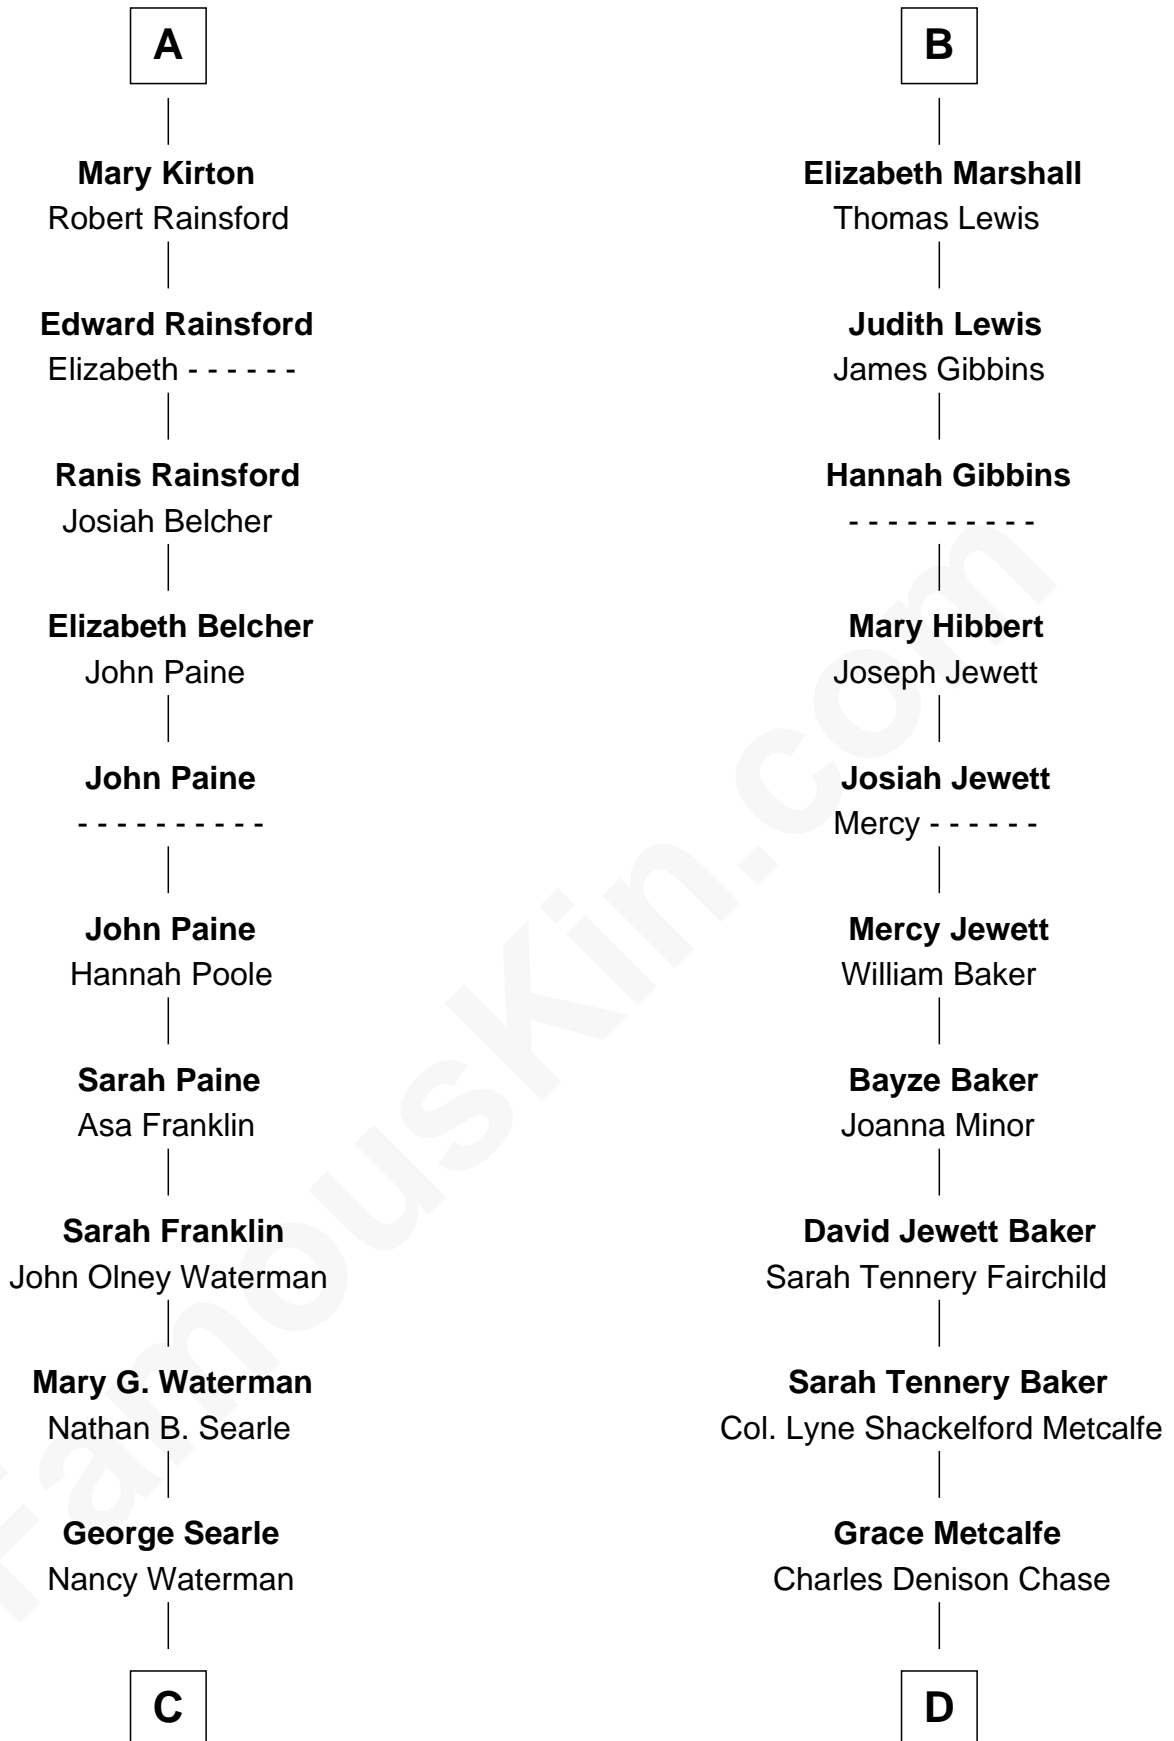 A
Mary Kirton
Robert Rainsford
Edward Rainsford
Elizabeth - - - - - -
Ranis Rainsford
Josiah Belcher
Elizabeth Belcher
John Paine
John Paine
- - - - - - - - - -
John Paine
Hannah Poole
Sarah Paine
Asa Franklin
Sarah Franklin
John Olney Waterman
Mary G. Waterman
Nathan B. Searle
George Searle
Nancy Waterman
C
B
Elizabeth Marshall
Thomas Lewis
Judith Lewis
James Gibbins
Hannah Gibbins
- - - - - - - - - -
Mary Hibbert
Joseph Jewett
Josiah Jewett
Mercy - - - - - -
Mercy Jewett
William Baker
Bayze Baker
Joanna Minor
David Jewett Baker
Sarah Tennery Fairchild
Sarah Tennery Baker
Col. Lyne Shackelford Metcalfe
Grace Metcalfe
Charles Denison Chase
D
FamousKin.com